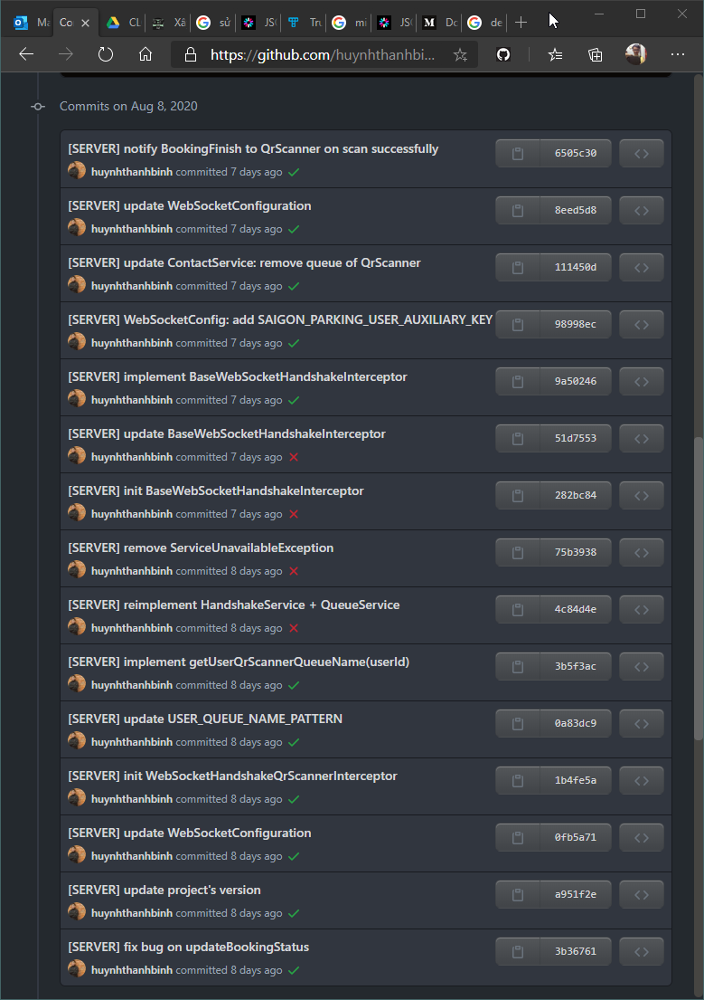 Ma
Co
CL
Xâ
sử
JS
Tru
mi
JS
Do
de
https://github.com/huynhthanhbi...
Commits on Aug 8, 2020
[SERVER] notify BookingFinish to QrScanner on scan successfully
6505c30
huynhthanhbinh committed 7 days ago
[SERVER] update WebSocketConfiguration
8eed5d8
huynhthanhbinh committed 7 days ago
[SERVER] update ContactService: remove queue of QrScanner
111450d
huynhthanhbinh committed 7 days ago
[SERVER] WebSocketConfig: add SAIGON_PARKING_USER_AUXILIARY_KEY
98998ec
huynhthanhbinh committed 7 days ago
[SERVER] implement BaseWebSocketHandshakeInterceptor
9a50246
huynhthanhbinh committed 7 days ago
[SERVER] update BaseWebSocketHandshakeInterceptor
51d7553
huynhthanhbinh committed 7 days ago
[SERVER] init BaseWebSocketHandshakeInterceptor
282bc84
huynhthanhbinh committed 7 days ago
[SERVER] remove ServiceUnavailableException
75b3938
huynhthanhbinh committed 8 days ago
[SERVER] reimplement HandshakeService + QueueService
4c84d4e
huynhthanhbinh committed 8 days ago
[SERVER] implement getUserQrScannerQueueName(userId)
3b5f3ac
huynhthanhbinh committed 8 days ago
[SERVER] update USER_QUEUE_NAME_PATTERN
0a83dc9
huynhthanhbinh committed 8 days ago
[SERVER] init WebSocketHandshakeQrScannerInterceptor
1b4fe5a
huynhthanhbinh committed 8 days ago
[SERVER] update WebSocketConfiguration
0fb5a71
huynhthanhbinh committed 8 days ago
[SERVER] update project's version
a951f2e
huynhthanhbinh committed 8 days ago
[SERVER] fix bug on updateBookingStatus
3b36761
huynhthanhbinh committed 8 days ago